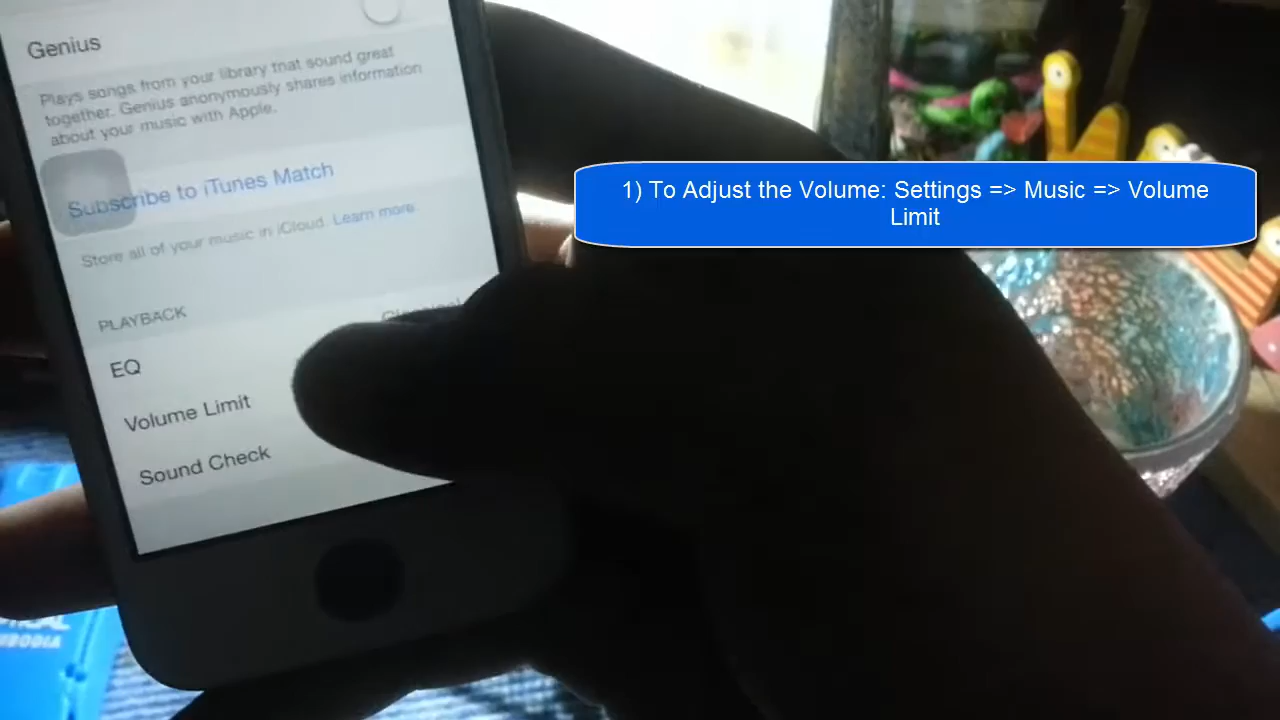 Genius
Plays songs from your library that sound great
together. Genius anonymously shares information
about your music with Apple.
Subscribe to iTunes Match
Store all of your music in iCloud. Learn more
PLAYBACK
EQ
Volume Limit
Sound Check
1) To Adjust the Volume: Settings => Music => Volume
Limit